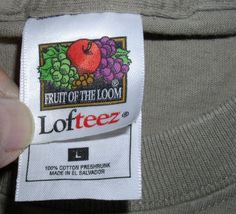 FRUIT OF THE LOOM®
Lofteez®
L
100% COTTON PRESHRUNK
MADE IN EL SALVADOR